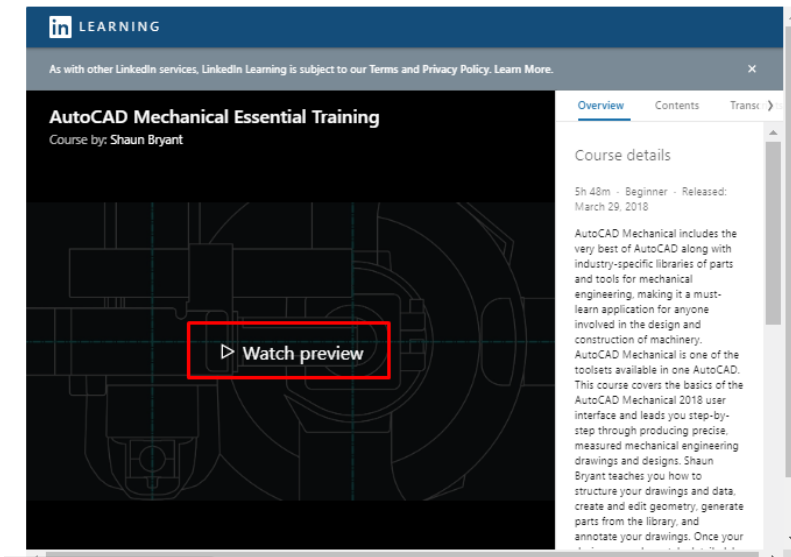 in LEARNING
As with other LinkedIn services, LinkedIn Learning is subject to our Terms and Privacy Policy. Learn More.
AutoCAD Mechanical Essential Training
Course by: Shaun Bryant
Watch preview
Overview Contents
Course details
5h 48m · Beginner · Released:
March 29, 2018
AutoCAD Mechanical includes the
very best of AutoCAD along with
industry-specific libraries of parts
and tools for mechanical
engineering, making it a must-
learn application for anyone
involved in the design and
construction of machinery.
AutoCAD Mechanical is one of the
toolsets available in one AutoCAD.
This course covers the basics of the
AutoCAD Mechanical 2018 user
interface and leads you step-by-
step through producing precise,
measured mechanical engineering
drawings and designs. Shaun
Bryant teaches you how to
structure your drawings and data,
create and edit geometry, generate
parts from the library, and
annotate your drawings. Once your